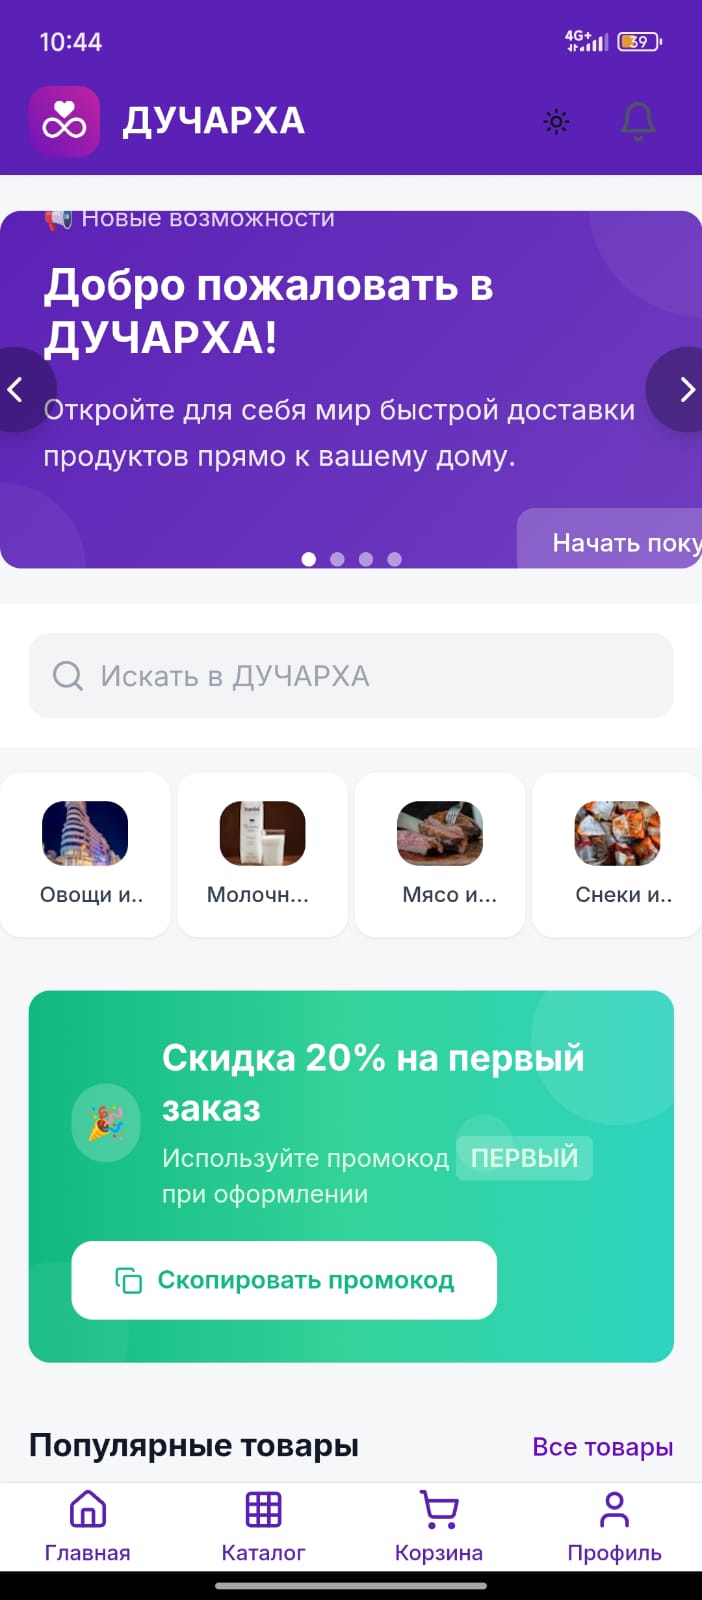 10:44
4G+
39
ДУЧАРХА
Новые возможности
Добро пожаловать в
ДУЧАРХА!
Откройте для себя мир быстрой доставки
продуктов прямо к вашему дому.
Начать поку
Искать в ДУЧАРХА
Овощи и..
Молочн...
Мясо и...
Снеки и..
Скидка 20% на первый
заказ
Используйте промокод ПЕРВЫЙ
при оформлении
Скопировать промокод
Популярные товары
Все товары
Главная
Каталог
Корзина
Профиль